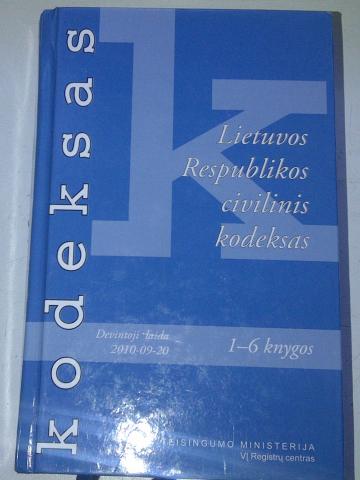 kodeksas
k
Lietuvos
Respublikos
civilinis
kodeksas
Devintoji laida
2010-09-20
1–6 knygos
TEISINGUMO MINISTERIJA
VĮ Registrų centras